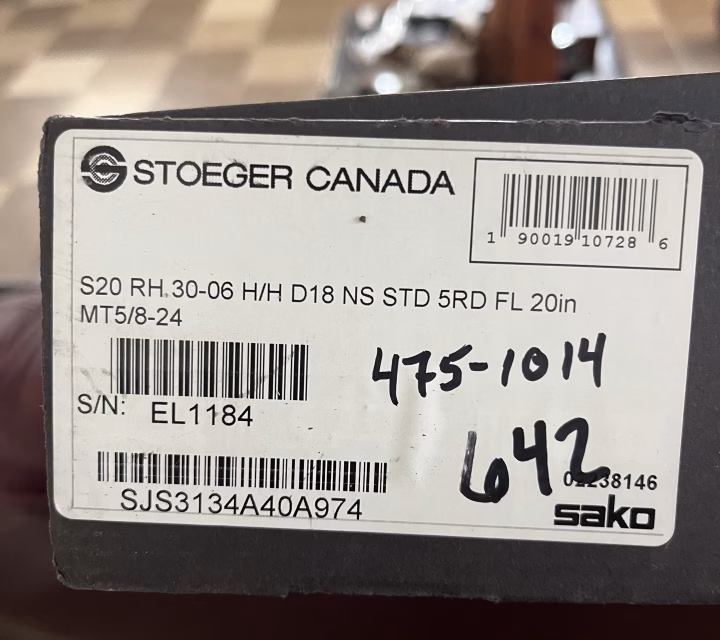 STOEGER CANADA
1 90019 10728 6
S20 RH.30-06 H/H D18 NS STD 5RD FL 20in
MT5/8-24
475-1014
S/N: EL1184
642
02238146
SJS3134A40A974
sako